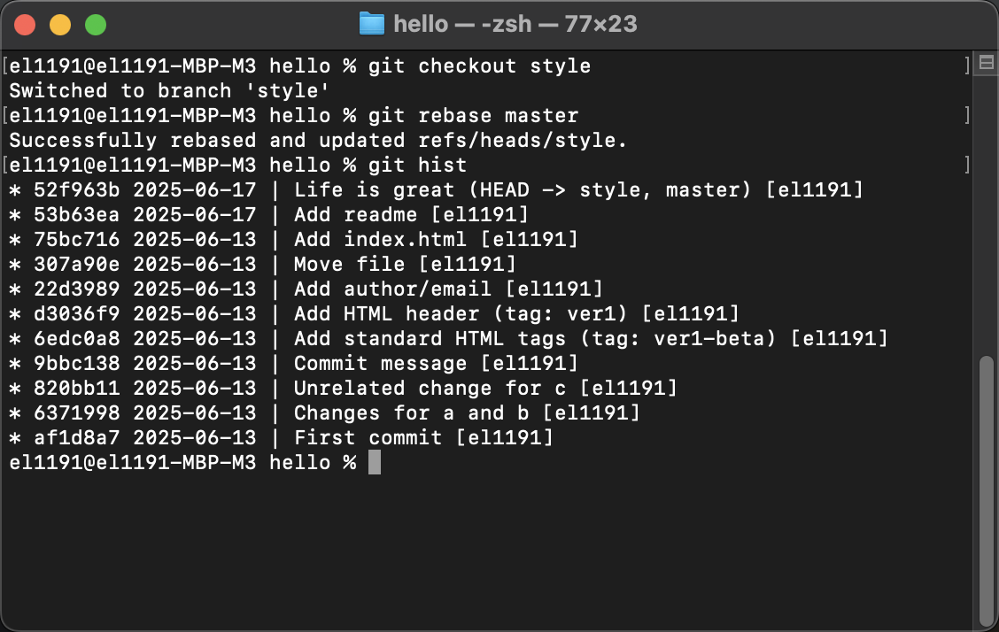 hello — -zsh — 77×23
[el1191@el1191-MBP-M3 hello % git checkout style ]
Switched to branch 'style'
[el1191@el1191-MBP-M3 hello % git rebase master ]
Successfully rebased and updated refs/heads/style.
[el1191@el1191-MBP-M3 hello % git hist ]
* 52f963b 2025-06-17 | Life is great (HEAD -> style, master) [el1191]
* 53b63ea 2025-06-17 | Add readme [el1191]
* 75bc716 2025-06-13 | Add index.html [el1191]
* 307a90e 2025-06-13 | Move file [el1191]
* 22d3989 2025-06-13 | Add author/email [el1191]
* d3036f9 2025-06-13 | Add HTML header (tag: ver1) [el1191]
* 6edc0a8 2025-06-13 | Add standard HTML tags (tag: ver1-beta) [el1191]
* 9bbc138 2025-06-13 | Commit message [el1191]
* 820bb11 2025-06-13 | Unrelated change for c [el1191]
* 6371998 2025-06-13 | Changes for a and b [el1191]
* af1d8a7 2025-06-13 | First commit [el1191]
el1191@el1191-MBP-M3 hello %